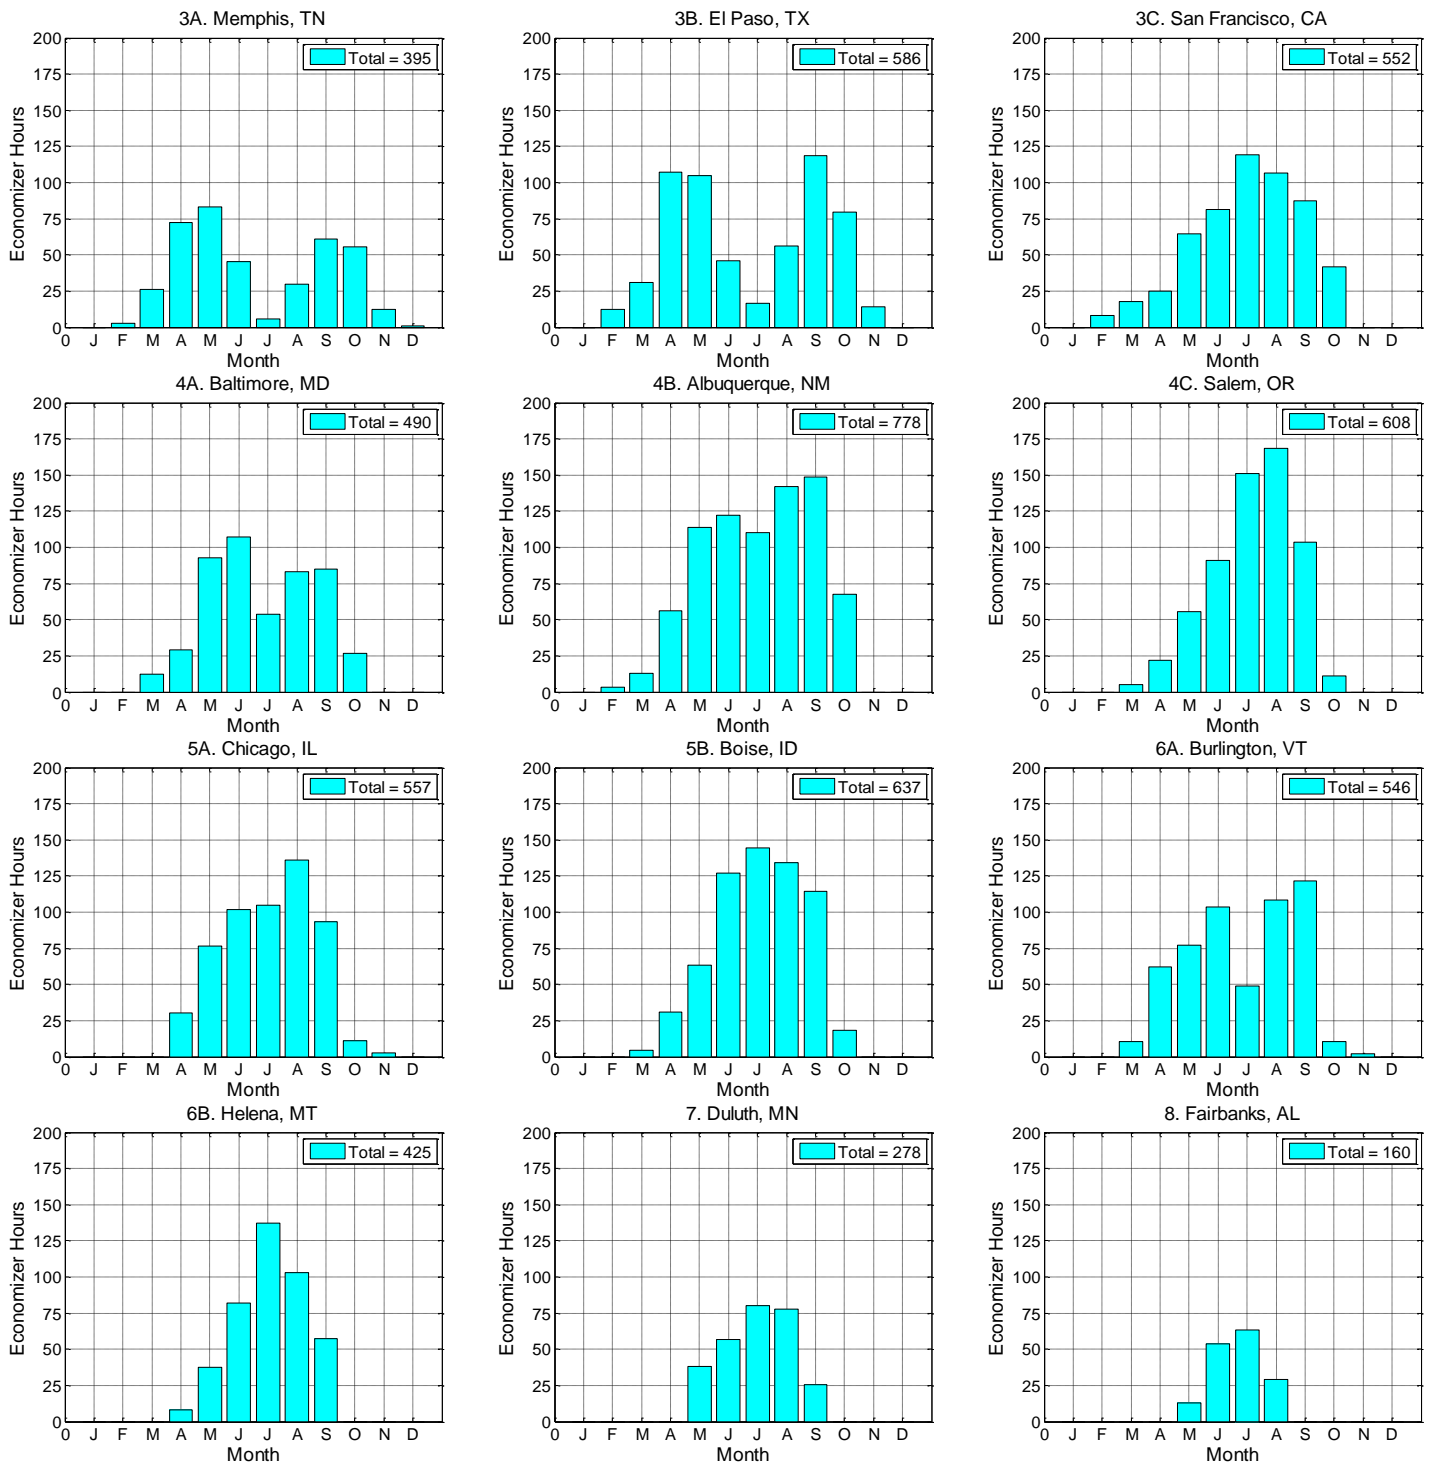 3A. Memphis, TN
200
175
150
125
100
75
50
25
0
Economizer Hours
Total = 395
0 J F M A M J J A S O N D
Month
3B. El Paso, TX
200
175
150
125
100
75
50
25
0
Economizer Hours
Total = 586
0 J F M A M J J A S O N D
Month
3C. San Francisco, CA
200
175
150
125
100
75
50
25
0
Economizer Hours
Total = 552
0 J F M A M J J A S O N D
Month
4A. Baltimore, MD
200
175
150
125
100
75
50
25
0
Economizer Hours
Total = 490
0 J F M A M J J A S O N D
Month
4B. Albuquerque, NM
200
175
150
125
100
75
50
25
0
Economizer Hours
Total = 778
0 J F M A M J J A S O N D
Month
4C. Salem, OR
200
175
150
125
100
75
50
25
0
Economizer Hours
Total = 608
0 J F M A M J J A S O N D
Month
5A. Chicago, IL
200
175
150
125
100
75
50
25
0
Economizer Hours
Total = 557
0 J F M A M J J A S O N D
Month
5B. Boise, ID
200
175
150
125
100
75
50
25
0
Economizer Hours
Total = 637
0 J F M A M J J A S O N D
Month
6A. Burlington, VT
200
175
150
125
100
75
50
25
0
Economizer Hours
Total = 546
0 J F M A M J J A S O N D
Month
6B. Helena, MT
200
175
150
125
100
75
50
25
0
Economizer Hours
Total = 425
0 J F M A M J J A S O N D
Month
7. Duluth, MN
200
175
150
125
100
75
50
25
0
Economizer Hours
Total = 278
0 J F M A M J J A S O N D
Month
8. Fairbanks, AL
200
175
150
125
100
75
50
25
0
Economizer Hours
Total = 160
0 J F M A M J J A S O N D
Month